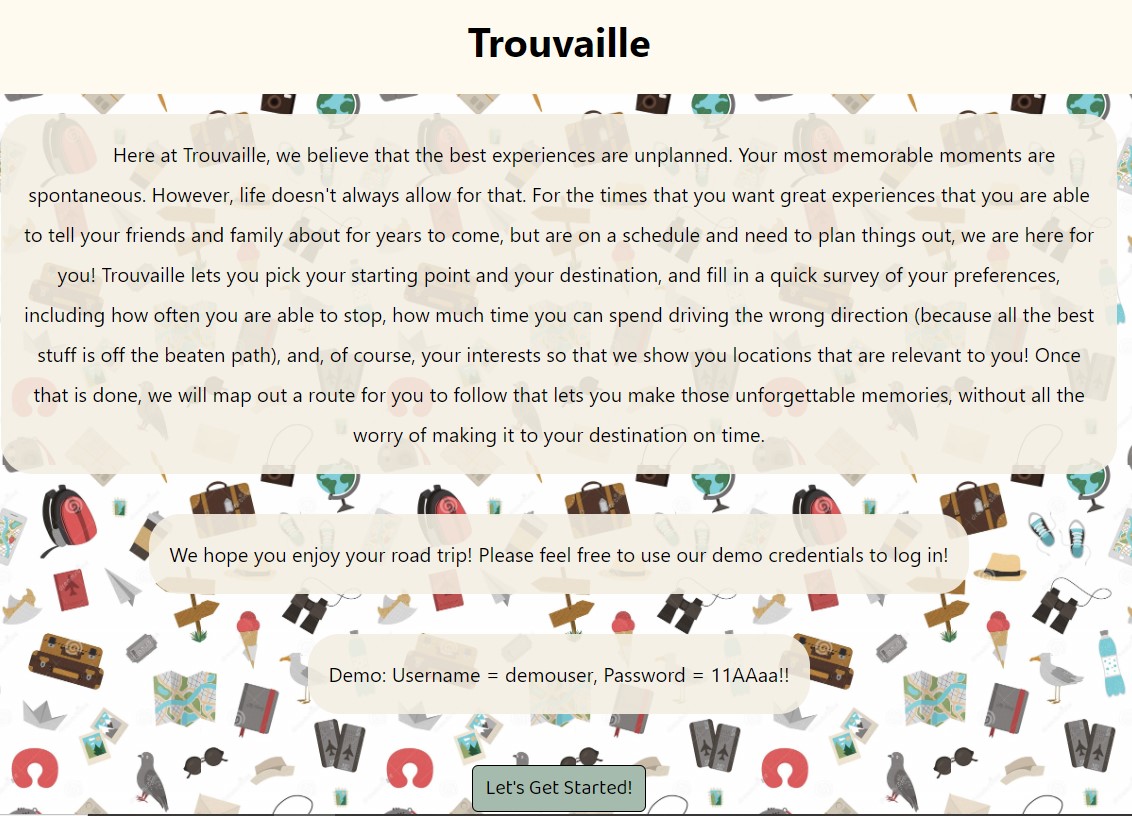 Trouvaille
Here at Trouvaille, we believe that the best experiences are unplanned. Your most memorable moments are
spontaneous. However, life doesn't always allow for that. For the times that you want great experiences that you are able
to tell your friends and family about for years to come, but are on a schedule and need to plan things out, we are here for
you! Trouvaille lets you pick your starting point and your destination, and fill in a quick survey of your preferences,
including how often you are able to stop, how much time you can spend driving the wrong direction (because all the best
stuff is off the beaten path), and, of course, your interests so that we show you locations that are relevant to you! Once
that is done, we will map out a route for you to follow that lets you make those unforgettable memories, without all the
worry of making it to your destination on time.
We hope you enjoy your road trip! Please feel free to use our demo credentials to log in!
Demo: Username = demouser, Password = 11AAaa!!
Let's Get Started!